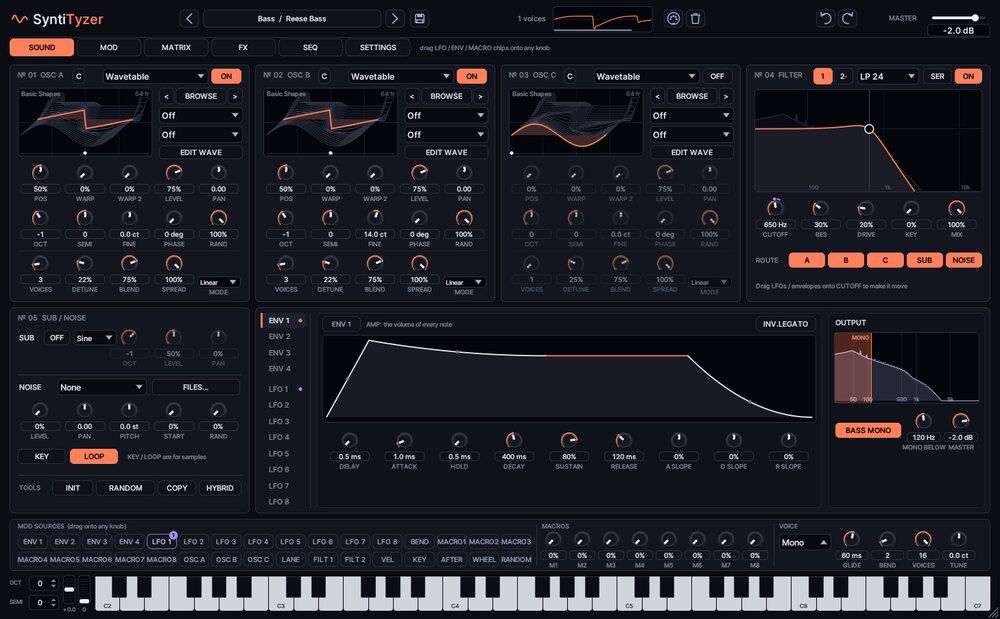 SyntiTyzer
Bass / Reese Bass
1 voices
MASTER
-2.0 dB
SOUND MOD MATRIX FX SEQ SETTINGS drag LFO / ENV / MACRO chips onto any knob
Nº 01 OSC A C Wavetable ON
Basic Shapes
< BROWSE >
Off
Off
EDIT WAVE
50% 0% 0% 75% 0.00
POS WARP WARP 2 LEVEL PAN
-1 0 0.0 ct 0 deg 100%
OCT SEMI FINE PHASE RAND
3 22% 75% 100% Linear
VOICES DETUNE BLEND SPREAD MODE
Nº 02 OSC B C Wavetable ON
Basic Shapes
< BROWSE >
Off
Off
EDIT WAVE
50% 0% 0% 75% 0.00
POS WARP WARP 2 LEVEL PAN
-1 0 14.0 ct 0 deg 100%
OCT SEMI FINE PHASE RAND
3 22% 75% 100% Linear
VOICES DETUNE BLEND SPREAD MODE
Nº 03 OSC C C Wavetable OFF
Basic Shapes
< BROWSE >
Off
Off
EDIT WAVE
0% 0% 0% 75% 0.00
POS WARP WARP 2 LEVEL PAN
0 0 0.0 ct 0 deg 100%
OCT SEMI FINE PHASE RAND
1 25% 75% 100% Linear
VOICES DETUNE BLEND SPREAD MODE
Nº 04 FILTER 1 2· LP 24 SER ON
100 1k 10k
650 Hz 30% 20% 0% 100%
CUTOFF RES DRIVE KEY MIX
ROUTE A B C SUB NOISE
Drag LFOs / envelopes onto CUTOFF to make it move
Nº 05 SUB / NOISE
SUB OFF Sine
-1 50% 0%
OCT LEVEL PAN
NOISE None FILES...
0% 0.00 0.0 st 0% 0%
LEVEL PAN PITCH START RAND
KEY LOOP KEY / LOOP are for samples
TOOLS INIT RANDOM COPY HYBRID
ENV 1
ENV 2
ENV 3
ENV 4
LFO 1
LFO 2
LFO 3
LFO 4
LFO 5
LFO 6
LFO 7
LFO 8
ENV 1 AMP: the volume of every note INV.LEGATO
0.5 ms 1.0 ms 0.5 ms 400 ms 80% 120 ms 0% 0% 0%
DELAY ATTACK HOLD DECAY SUSTAIN RELEASE A SLOPE D SLOPE R SLOPE
OUTPUT
MONO
50 100 500 1k 5k
BASS MONO
120 Hz -2.0 dB
MONO BELOW MASTER
MOD SOURCES (drag onto any knob)
ENV 1 ENV 2 ENV 3 ENV 4 LFO 1 1 LFO 2 LFO 3 LFO 4 LFO 5 LFO 6 LFO 7 LFO 8 BEND MACRO1 MACRO2 MACRO3
MACRO4 MACRO5 MACRO6 MACRO7 MACRO8 OSC A OSC B OSC C LANE FILT 1 FILT 2 VEL KEY AFTER WHEEL RANDOM
MACROS
0% 0% 0% 0% 0% 0% 0% 0%
M1 M2 M3 M4 M5 M6 M7 M8
VOICE
Mono
60 ms 2 16 0.0 ct
GLIDE BEND VOICES TUNE
OCT 0
SEMI 0
+0.0 0
C2 C3 C4 C5 C6 C7